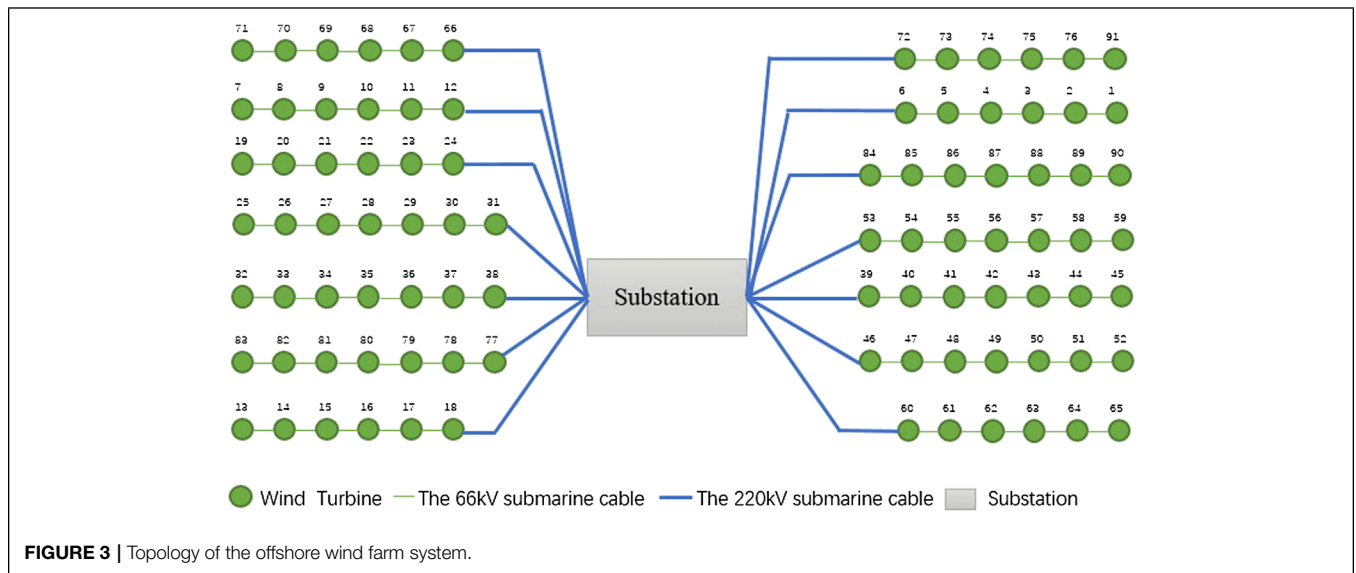 71 70 69 68 67 66
72 73 74 75 76 91
7 8 9 10 11 12
6 5 4 3 2 1
19 20 21 22 23 24
84 85 86 87 88 89 90
25 26 27 28 29 30 31
53 54 55 56 57 58 59
32 33 34 35 36 37 38
39 40 41 42 43 44 45
Substation
83 82 81 80 79 78 77
46 47 48 49 50 51 52
13 14 15 16 17 18
60 61 62 63 64 65
Wind Turbine The 66kV submarine cable The 220kV submarine cable Substation
FIGURE 3 | Topology of the offshore wind farm system.